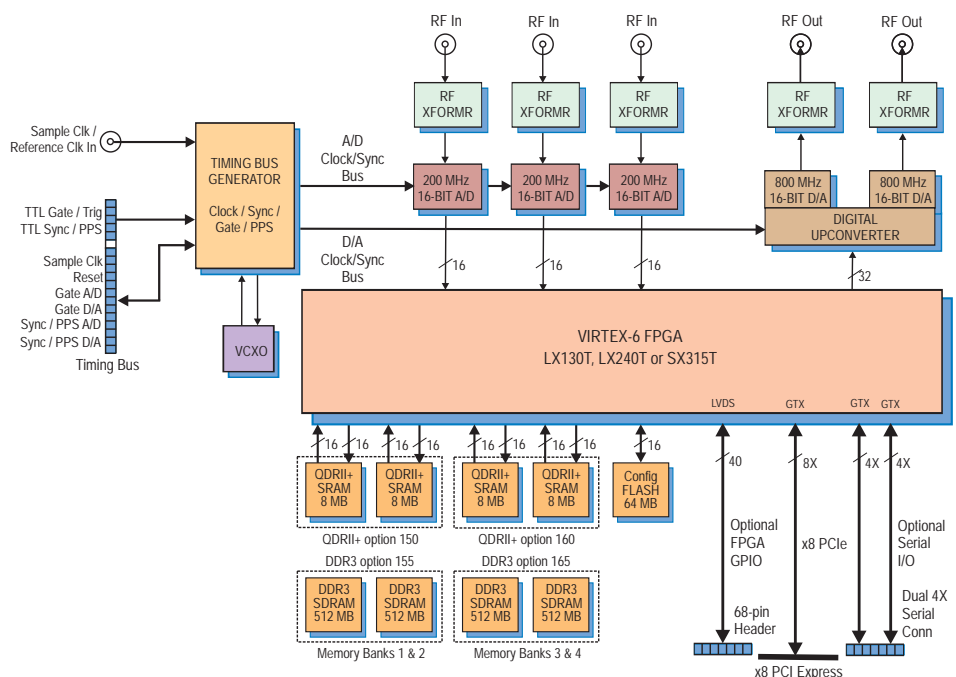 RF In
RF In
RF In
RF Out
RF Out
RF
XFORMR
RF
XFORMR
RF
XFORMR
RF
XFORMR
RF
XFORMR
Sample Clk /
Reference Clk In
TIMING BUS
GENERATOR
Clock / Sync /
Gate / PPS
A/D
Clock/Sync
Bus
200 MHz
16-BIT A/D
200 MHz
16-BIT A/D
200 MHz
16-BIT A/D
800 MHz
16-BIT D/A
800 MHz
16-BIT D/A
DIGITAL
UPCONVERTER
TTL Gate / Trig
TTL Sync / PPS
Sample Clk
Reset
Gate A/D
Gate D/A
Sync / PPS A/D
Sync / PPS D/A
Timing Bus
D/A
Clock/Sync
Bus
16
16
16
32
VCXO
VIRTEX-6 FPGA
LX130T, LX240T or SX315T
LVDS
GTX
GTX
GTX
16
16
16
16
16
16
16
16
16
40
8X
4X
4X
QDRII+
SRAM
8 MB
QDRII+
SRAM
8 MB
QDRII+
SRAM
8 MB
QDRII+
SRAM
8 MB
Config
FLASH
64 MB
QDRII+ option 150
QDRII+ option 160
DDR3 option 155
DDR3 option 165
DDR3
SDRAM
512 MB
DDR3
SDRAM
512 MB
DDR3
SDRAM
512 MB
DDR3
SDRAM
512 MB
Memory Banks 1 & 2
Memory Banks 3 & 4
Optional
FPGA
GPIO
68-pin
Header
x8 PCIe
x8 PCI Express
Optional
Serial
I/O
Dual 4X
Serial
Conn